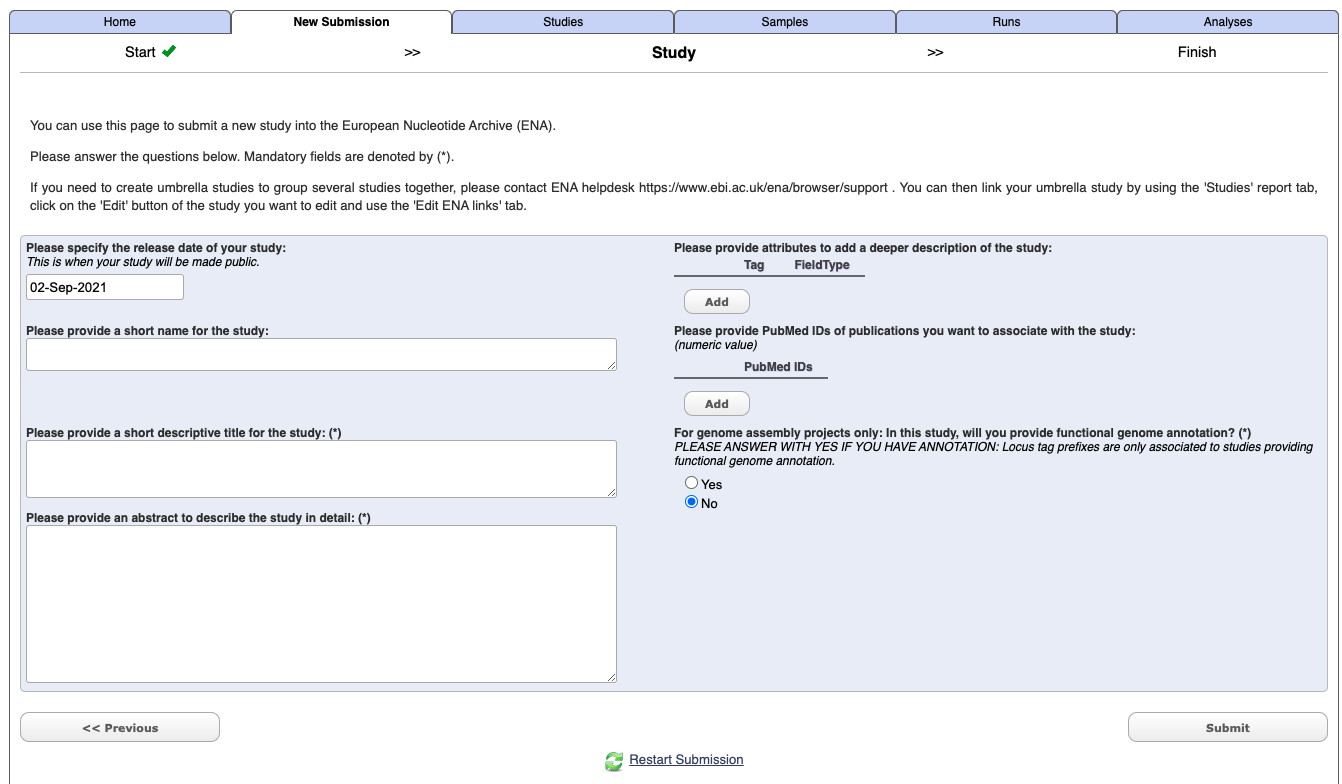 Home
New Submission
Studies
Samples
Runs
Analyses
Start
>>
Study
>>
Finish
You can use this page to submit a new study into the European Nucleotide Archive (ENA).
Please answer the questions below. Mandatory fields are denoted by (*).
If you need to create umbrella studies to group several studies together, please contact ENA helpdesk https://www.ebi.ac.uk/ena/browser/support . You can then link your umbrella study by using the 'Studies' report tab,
click on the 'Edit' button of the study you want to edit and use the 'Edit ENA links' tab.
Please specify the release date of your study:
This is when your study will be made public.
02-Sep-2021
Please provide a short name for the study:
Please provide a short descriptive title for the study: (*)
Please provide an abstract to describe the study in detail: (*)
Please provide attributes to add a deeper description of the study:
Tag FieldType
Add
Please provide PubMed IDs of publications you want to associate with the study:
(numeric value)
PubMed IDs
Add
For genome assembly projects only: In this study, will you provide functional genome annotation? (*)
PLEASE ANSWER WITH YES IF YOU HAVE ANNOTATION: Locus tag prefixes are only associated to studies providing
functional genome annotation.
Yes
No
<< Previous
Submit
Restart Submission